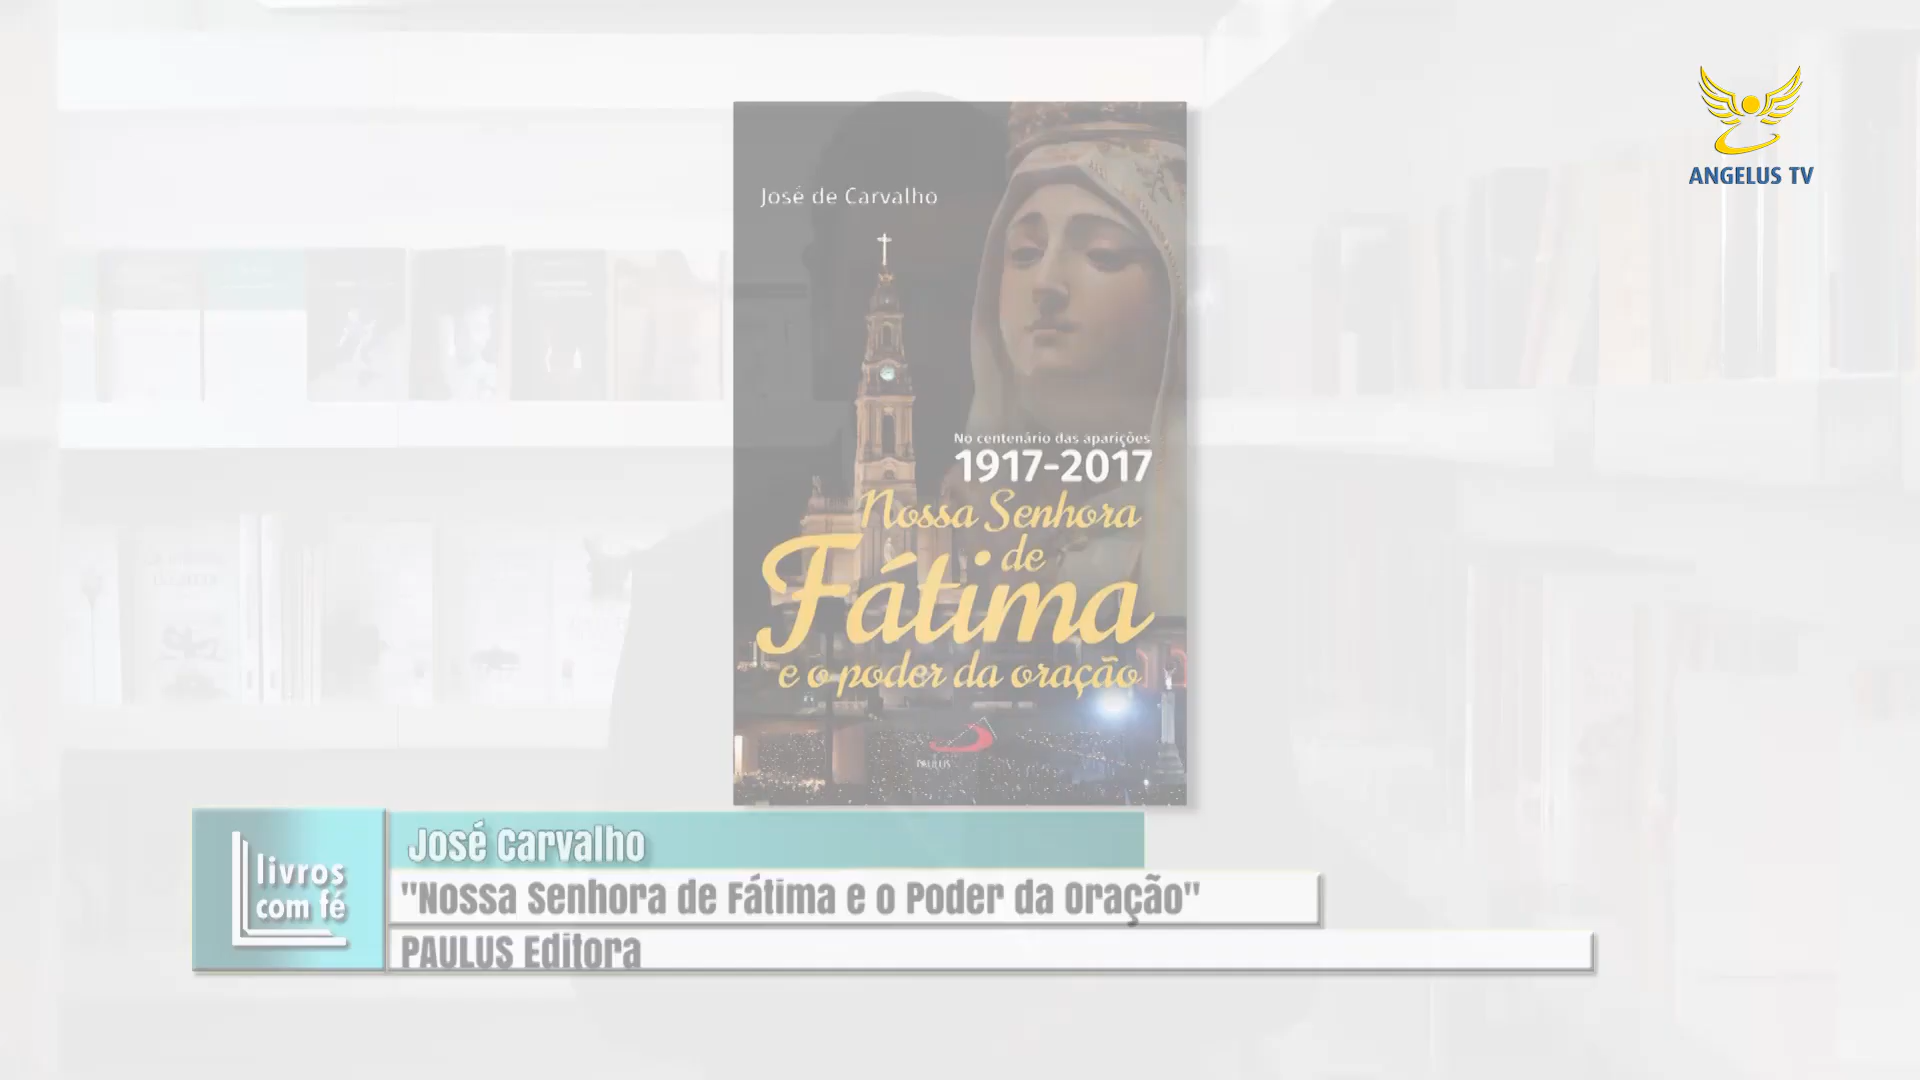 ANGELUS TV
José de Carvalho
No centenário das aparições
1917-2017
Nossa Senhora
de
Fátima
e o poder da oração
PAULUS
livros
com fé
José Carvalho
"Nossa Senhora de Fátima e o Poder da Oração"
PAULUS Editora